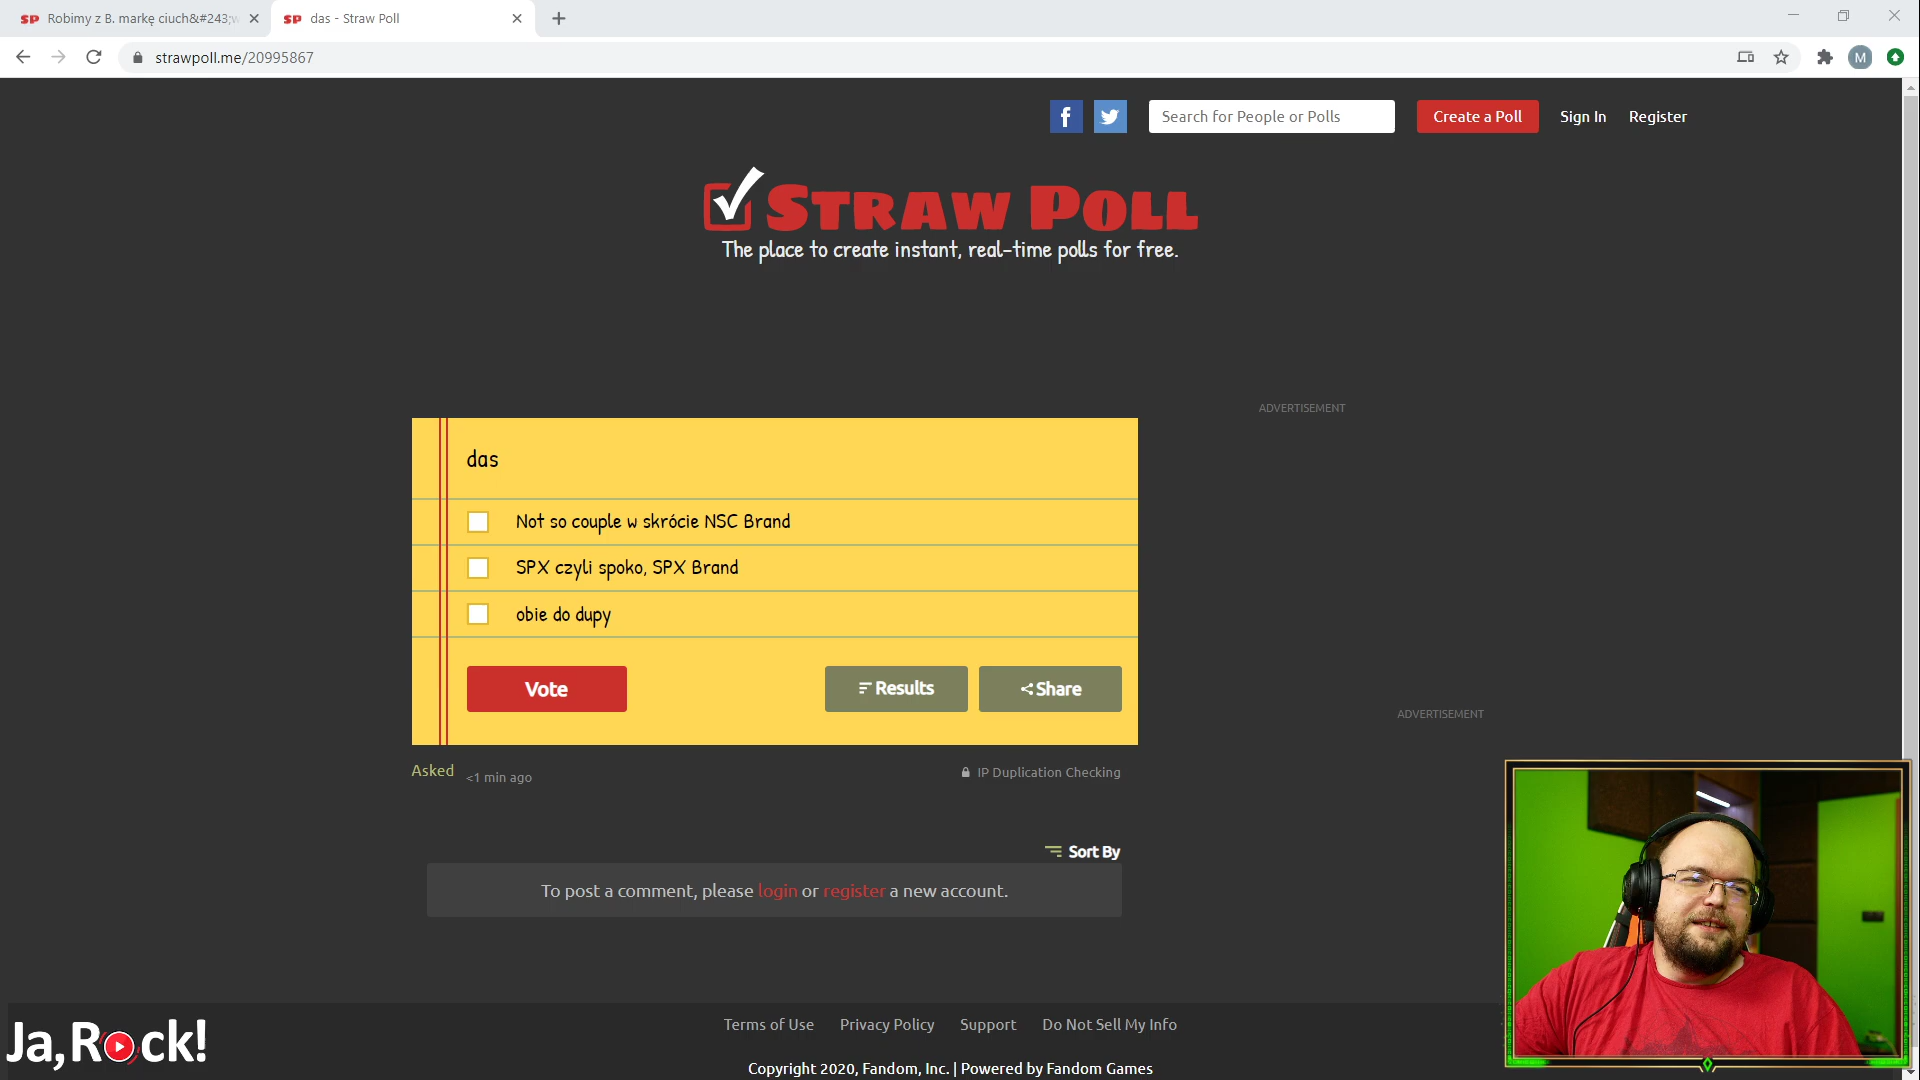 SP Robimy z B. markę ciuch&#243;w
SP das - Straw Poll
strawpoll.me/20995867
M
f
Search for People or Polls
Create a Poll
Sign In
Register
STRAW POLL
The place to create instant, real-time polls for free.
ADVERTISEMENT
das
Not so couple w skrócie NSC Brand
SPX czyli spoko, SPX Brand
obie do dupy
Vote
Results
Share
ADVERTISEMENT
Asked <1 min ago
IP Duplication Checking
Sort By
To post a comment, please login or register a new account.
Ja, Rock!
Terms of Use Privacy Policy Support Do Not Sell My Info
Copyright 2020, Fandom, Inc. | Powered by Fandom Games